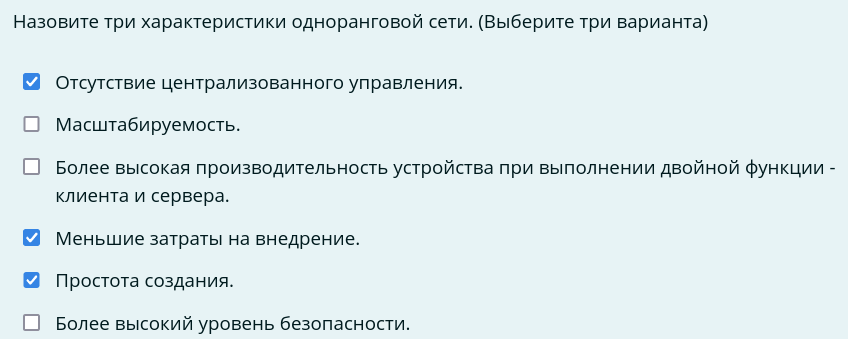 Назовите три характеристики одноранговой сети. (Выберите три варианта)
Отсутствие централизованного управления.
Масштабируемость.
Более высокая производительность устройства при выполнении двойной функции -
клиента и сервера.
Меньшие затраты на внедрение.
Простота создания.
Более высокий уровень безопасности.